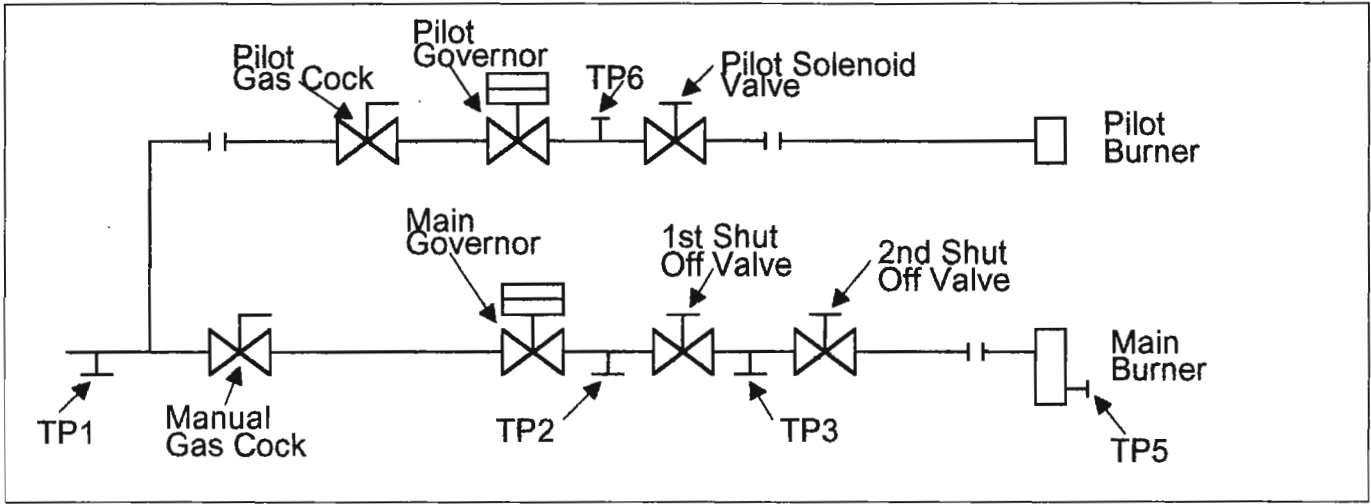 Pilot
Gas Cock
Pilot
Governor
TP6
Pilot Solenoid
Valve
Pilot
Burner
Main
Governor
1st Shut
Off Valve
2nd Shut
Off Valve
Main
Burner
TP1
Manual
Gas Cock
TP2
TP3
TP5